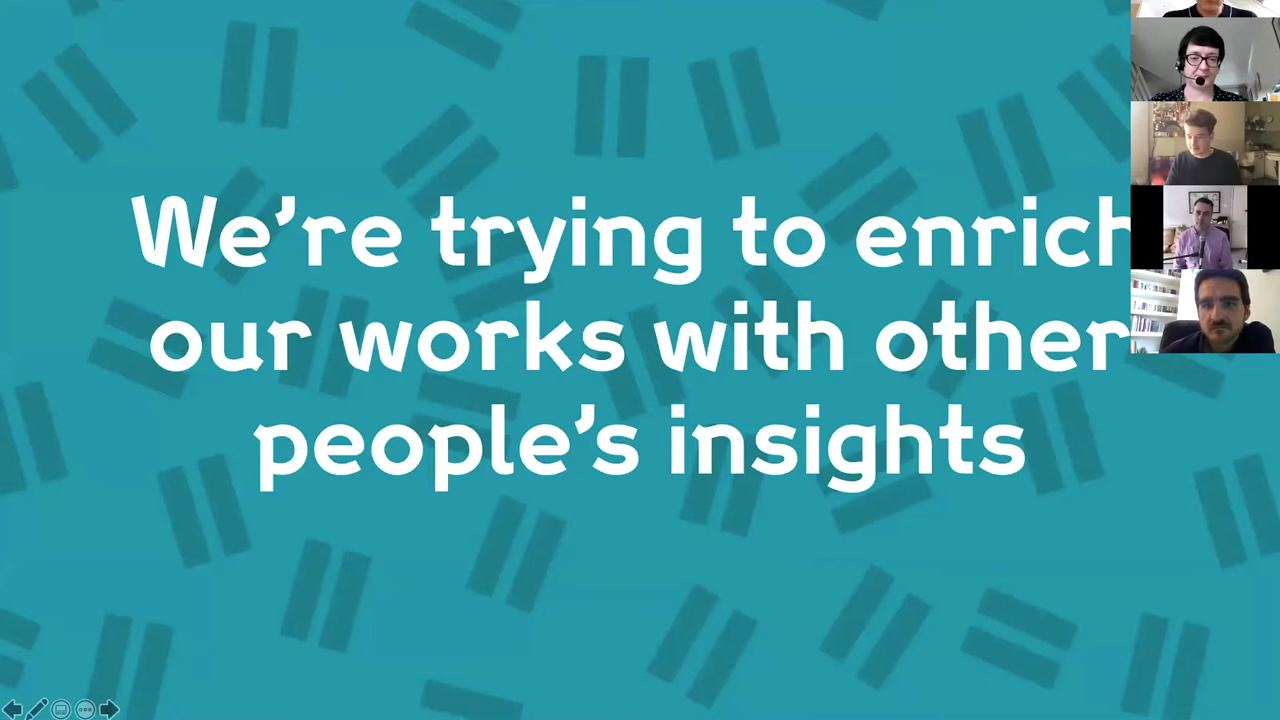 We’re trying to enrich
our works with other
people’s insights